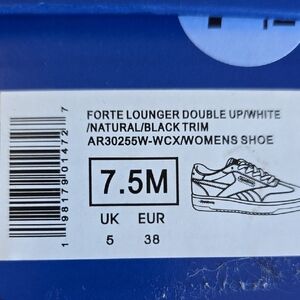 FORTE LOUNGER DOUBLE UP/WHITE
/NATURAL/BLACK TRIM
AR30255W-WCX/WOMENS SHOE
7.5M
UK EUR
5 38
1 98179 01472 7